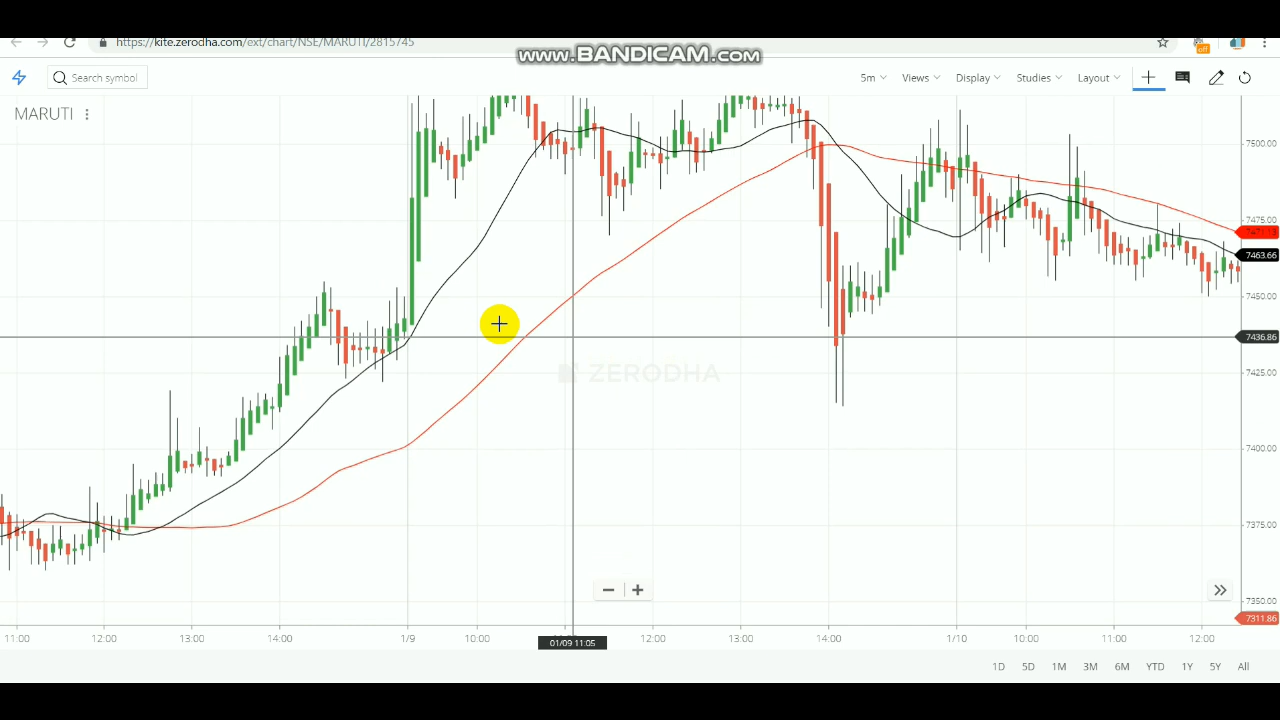 https://kite.zerodha.com/ext/chart/NSE/MARUTI/2815745
www.BANDICAM.com
off
Search symbol
5m Views Display Studies Layout
MARUTI
7500.00
7475.00
7471.13
7463.66
7450.00
7436.86
ZERODHA
7425.00
7400.00
7375.00
7350.00
7311.86
11:00 12:00 13:00 14:00 1/9 10:00 12:00 13:00 14:00 1/10 10:00 11:00 12:00
01/09 11:05
1D 5D 1M 3M 6M YTD 1Y 5Y All